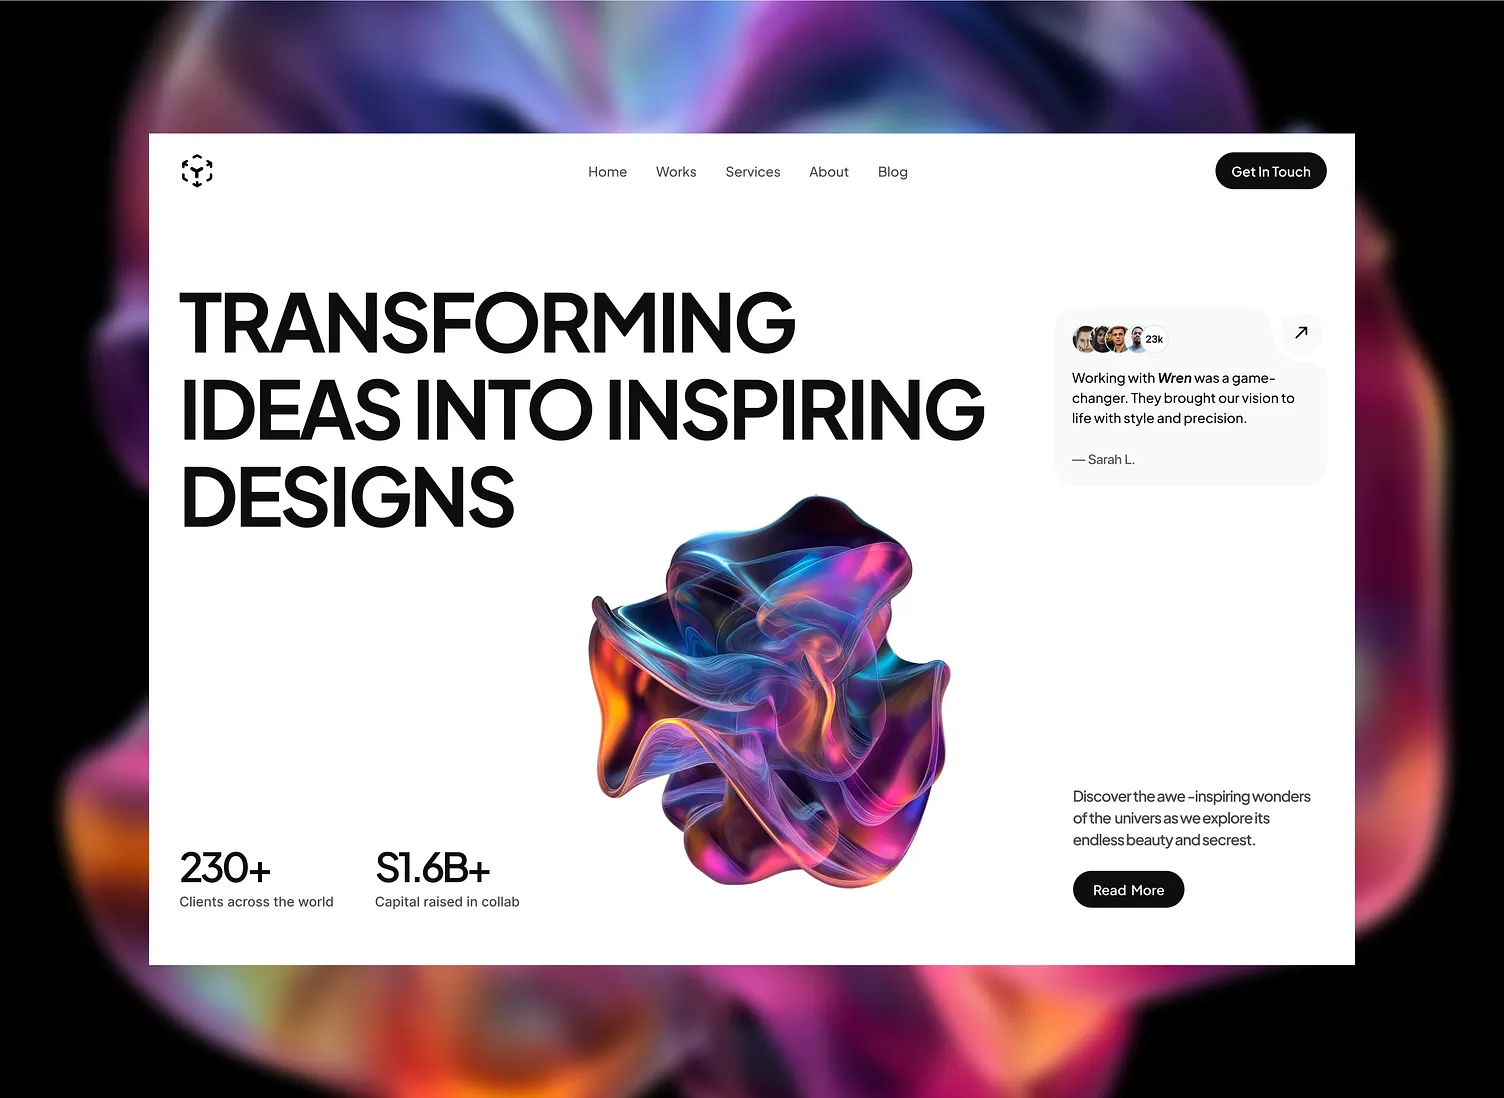 Home Works Services About Blog
Get In Touch
TRANSFORMING
IDEAS INTO INSPIRING
DESIGNS
23k
Working with Wren was a game-
changer. They brought our vision to
life with style and precision.
— Sarah L.
Discover the awe -inspiring wonders
of the univers as we explore its
endless beauty and secrest.
Read More
230+
Clients across the world
S1.6B+
Capital raised in collab